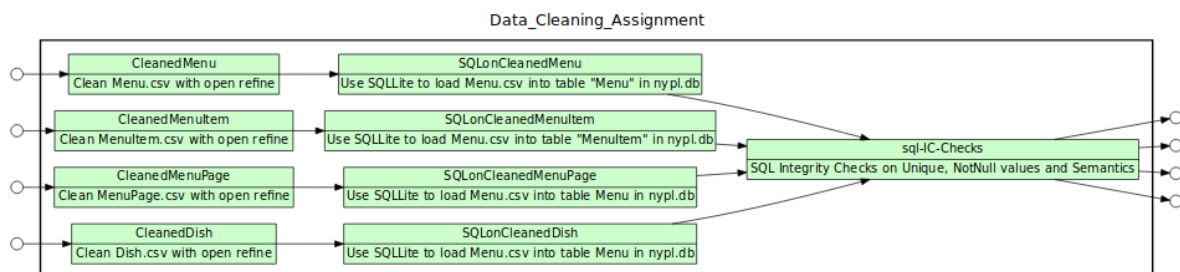 Data_Cleaning_Assignment
CleanedMenu
Clean Menu.csv with open refine
SQLonCleanedMenu
Use SQLLite to load Menu.csv into table "Menu" in nypl.db
CleanedMenuItem
Clean MenuItem.csv with open refine
SQLonCleanedMenuItem
Use SQLLite to load Menu.csv into table "MenuItem" in nypl.db
sql-IC-Checks
SQL Integrity Checks on Unique, NotNull values and Semantics
CleanedMenuPage
Clean MenuPage.csv with open refine
SQLonCleanedMenuPage
Use SQLLite to load Menu.csv into table Menu in nypl.db
CleanedDish
Clean Dish.csv with open refine
SQLonCleanedDish
Use SQLLite to load Menu.csv into table Menu in nypl.db